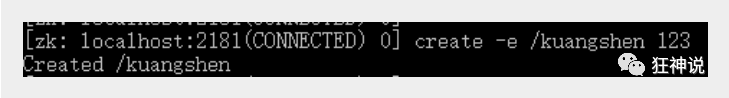 [zk: localhost:2181(CONNECTED) 0] create -e /kuangshen 123
Created /kuangshen
狂神说